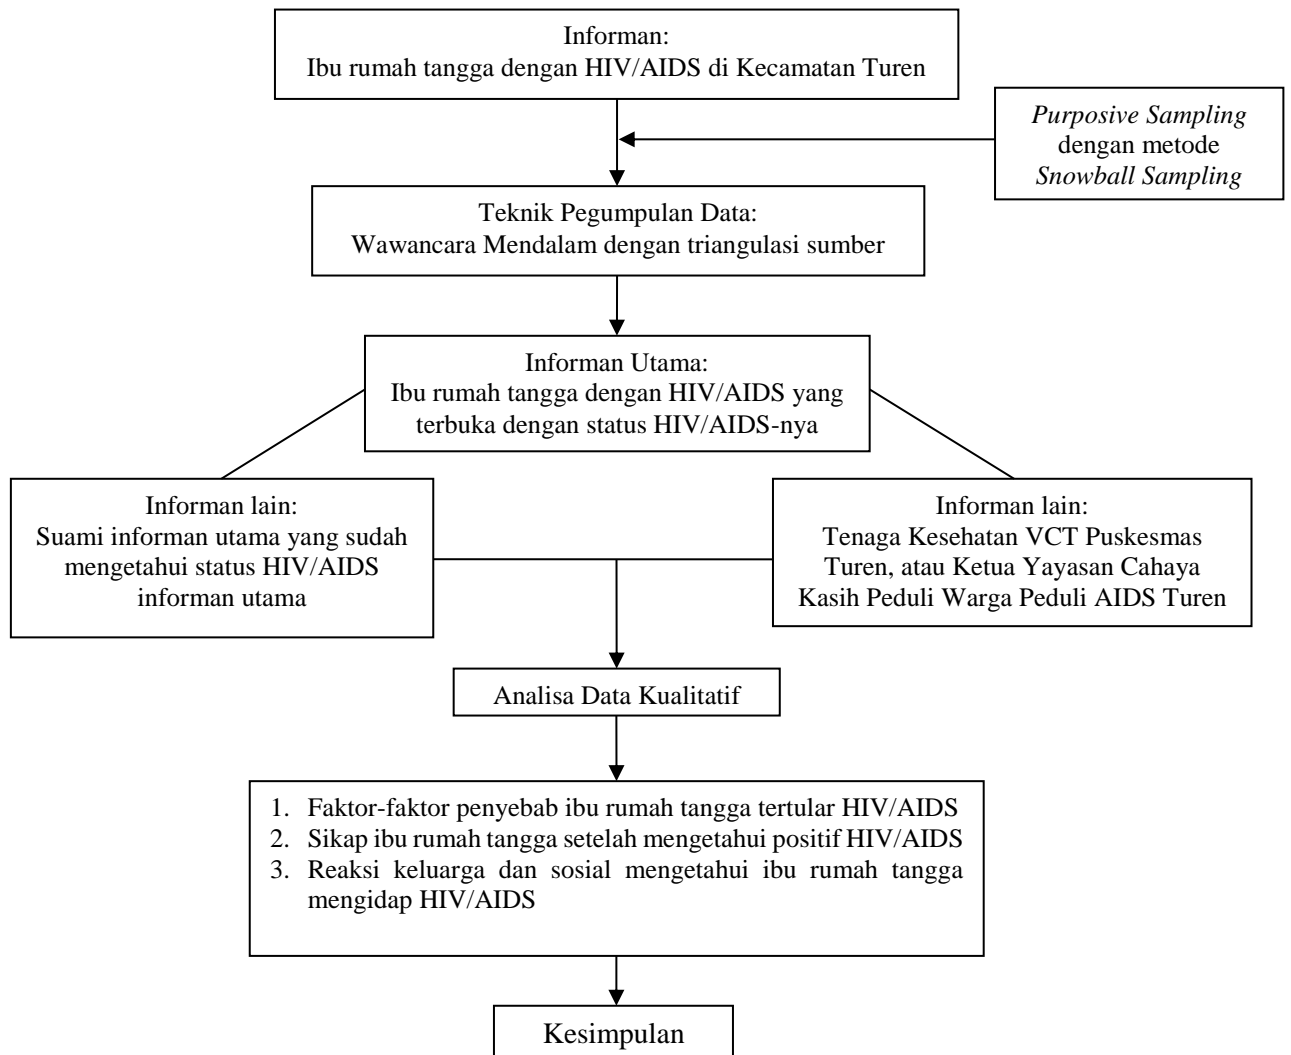 Informan:
Ibu rumah tangga dengan HIV/AIDS di Kecamatan Turen
Purposive Sampling
dengan metode
Snowball Sampling
Teknik Pegumpulan Data:
Wawancara Mendalam dengan triangulasi sumber
Informan Utama:
Ibu rumah tangga dengan HIV/AIDS yang
terbuka dengan status HIV/AIDS-nya
Informan lain:
Suami informan utama yang sudah
mengetahui status HIV/AIDS
informan utama
Informan lain:
Tenaga Kesehatan VCT Puskesmas
Turen, atau Ketua Yayasan Cahaya
Kasih Peduli Warga Peduli AIDS Turen
Analisa Data Kualitatif
1. Faktor-faktor penyebab ibu rumah tangga tertular HIV/AIDS
2. Sikap ibu rumah tangga setelah mengetahui positif HIV/AIDS
3. Reaksi keluarga dan sosial mengetahui ibu rumah tangga
mengidap HIV/AIDS
Kesimpulan